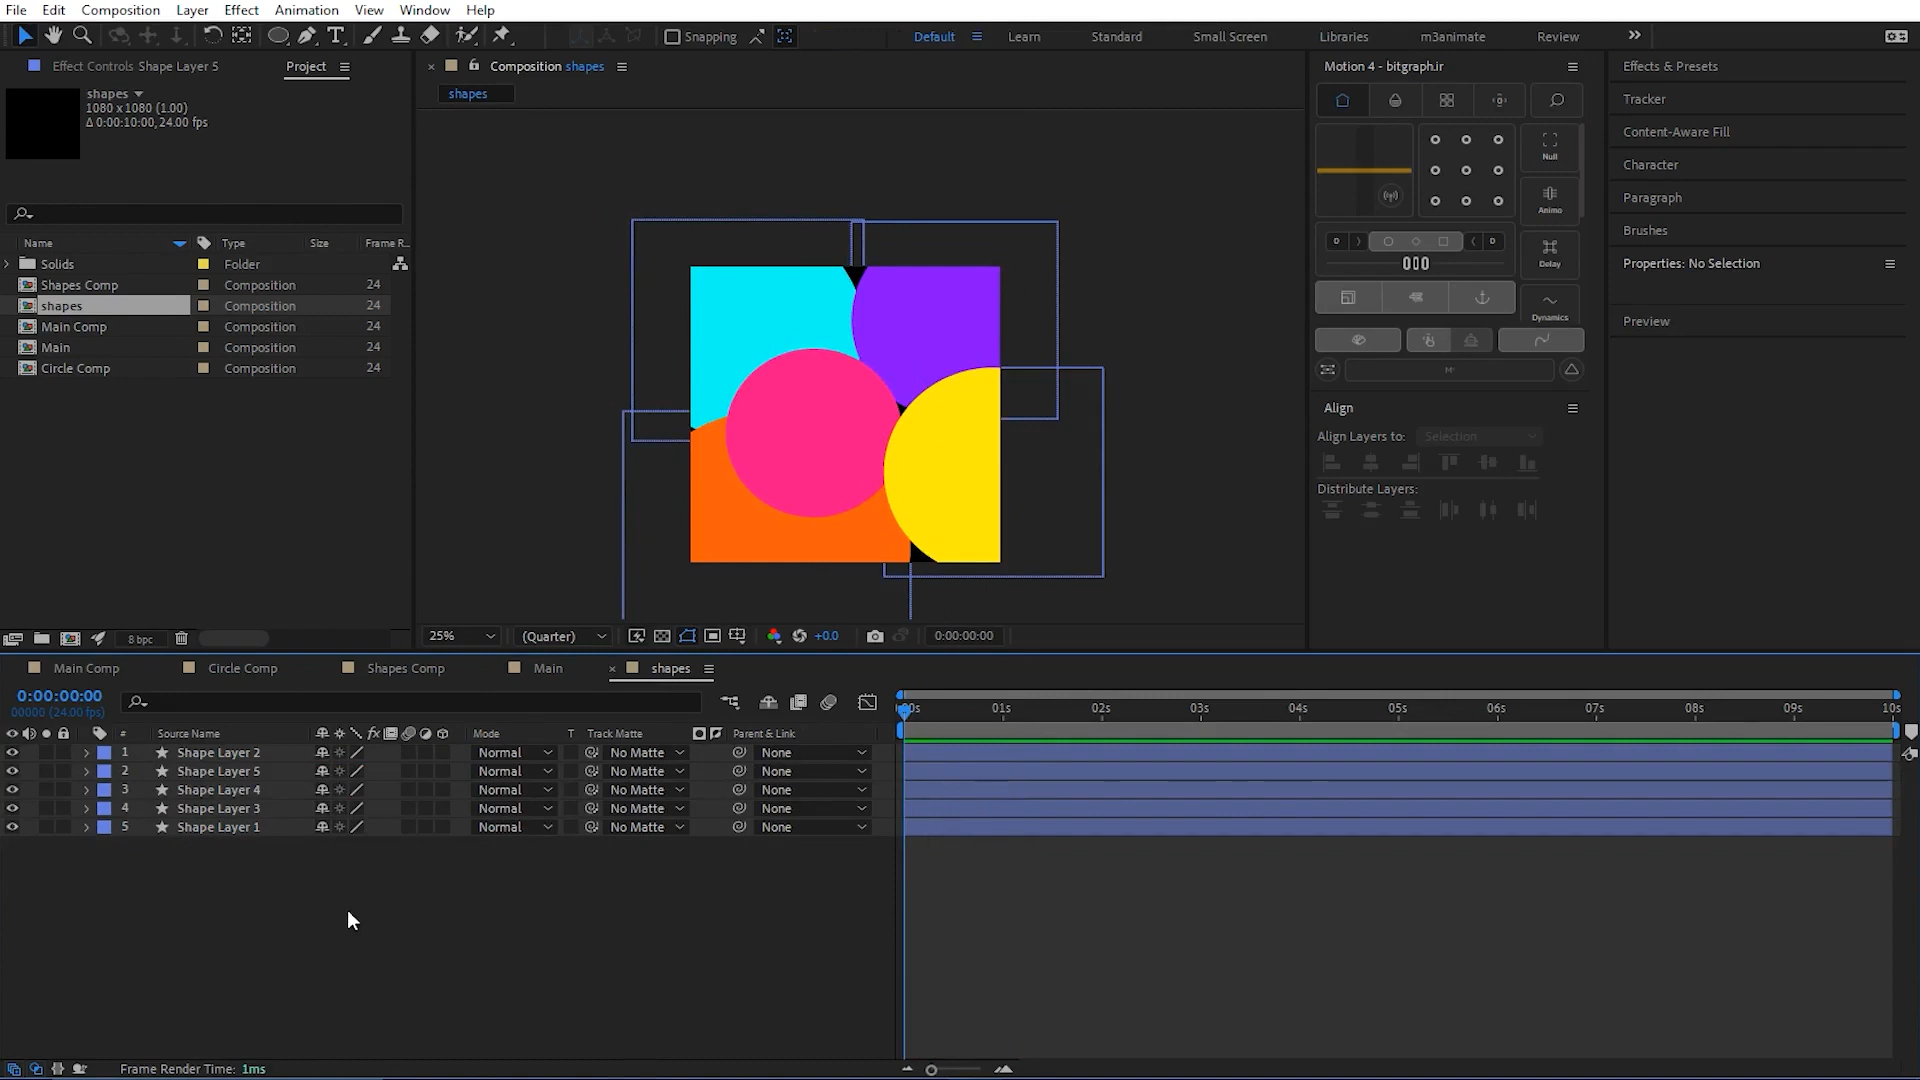 File Edit Composition Layer Effect Animation View Window Help
Snapping Default Learn Standard Small Screen Libraries m3animate Review
Effect Controls Shape Layer 5 Project
shapes
1080 x 1080 (1.00)
Δ 0:00:10:00, 24.00 fps
Name Type Size Frame R...
Solids Folder
Shapes Comp Composition 24
shapes Composition 24
Main Comp Composition 24
Main Composition 24
Circle Comp Composition 24
8 bpc
Composition shapes
shapes
25% (Quarter) +0.0 0:00:00:00
Motion 4 - bitgraph.ir
Null
Animo
Delay
Dynamics
Align
Align Layers to: Selection
Distribute Layers:
Effects & Presets
Tracker
Content-Aware Fill
Character
Paragraph
Brushes
Properties: No Selection
Preview
Main Comp Circle Comp Shapes Comp Main shapes
0:00:00:00
00000 (24.00 fps)
:00s 01s 02s 03s 04s 05s 06s 07s 08s 09s 10s
# Source Name fx Mode T Track Matte Parent & Link
1 Shape Layer 2 Normal No Matte None
2 Shape Layer 5 Normal No Matte None
3 Shape Layer 4 Normal No Matte None
4 Shape Layer 3 Normal No Matte None
5 Shape Layer 1 Normal No Matte None
Frame Render Time: 1ms